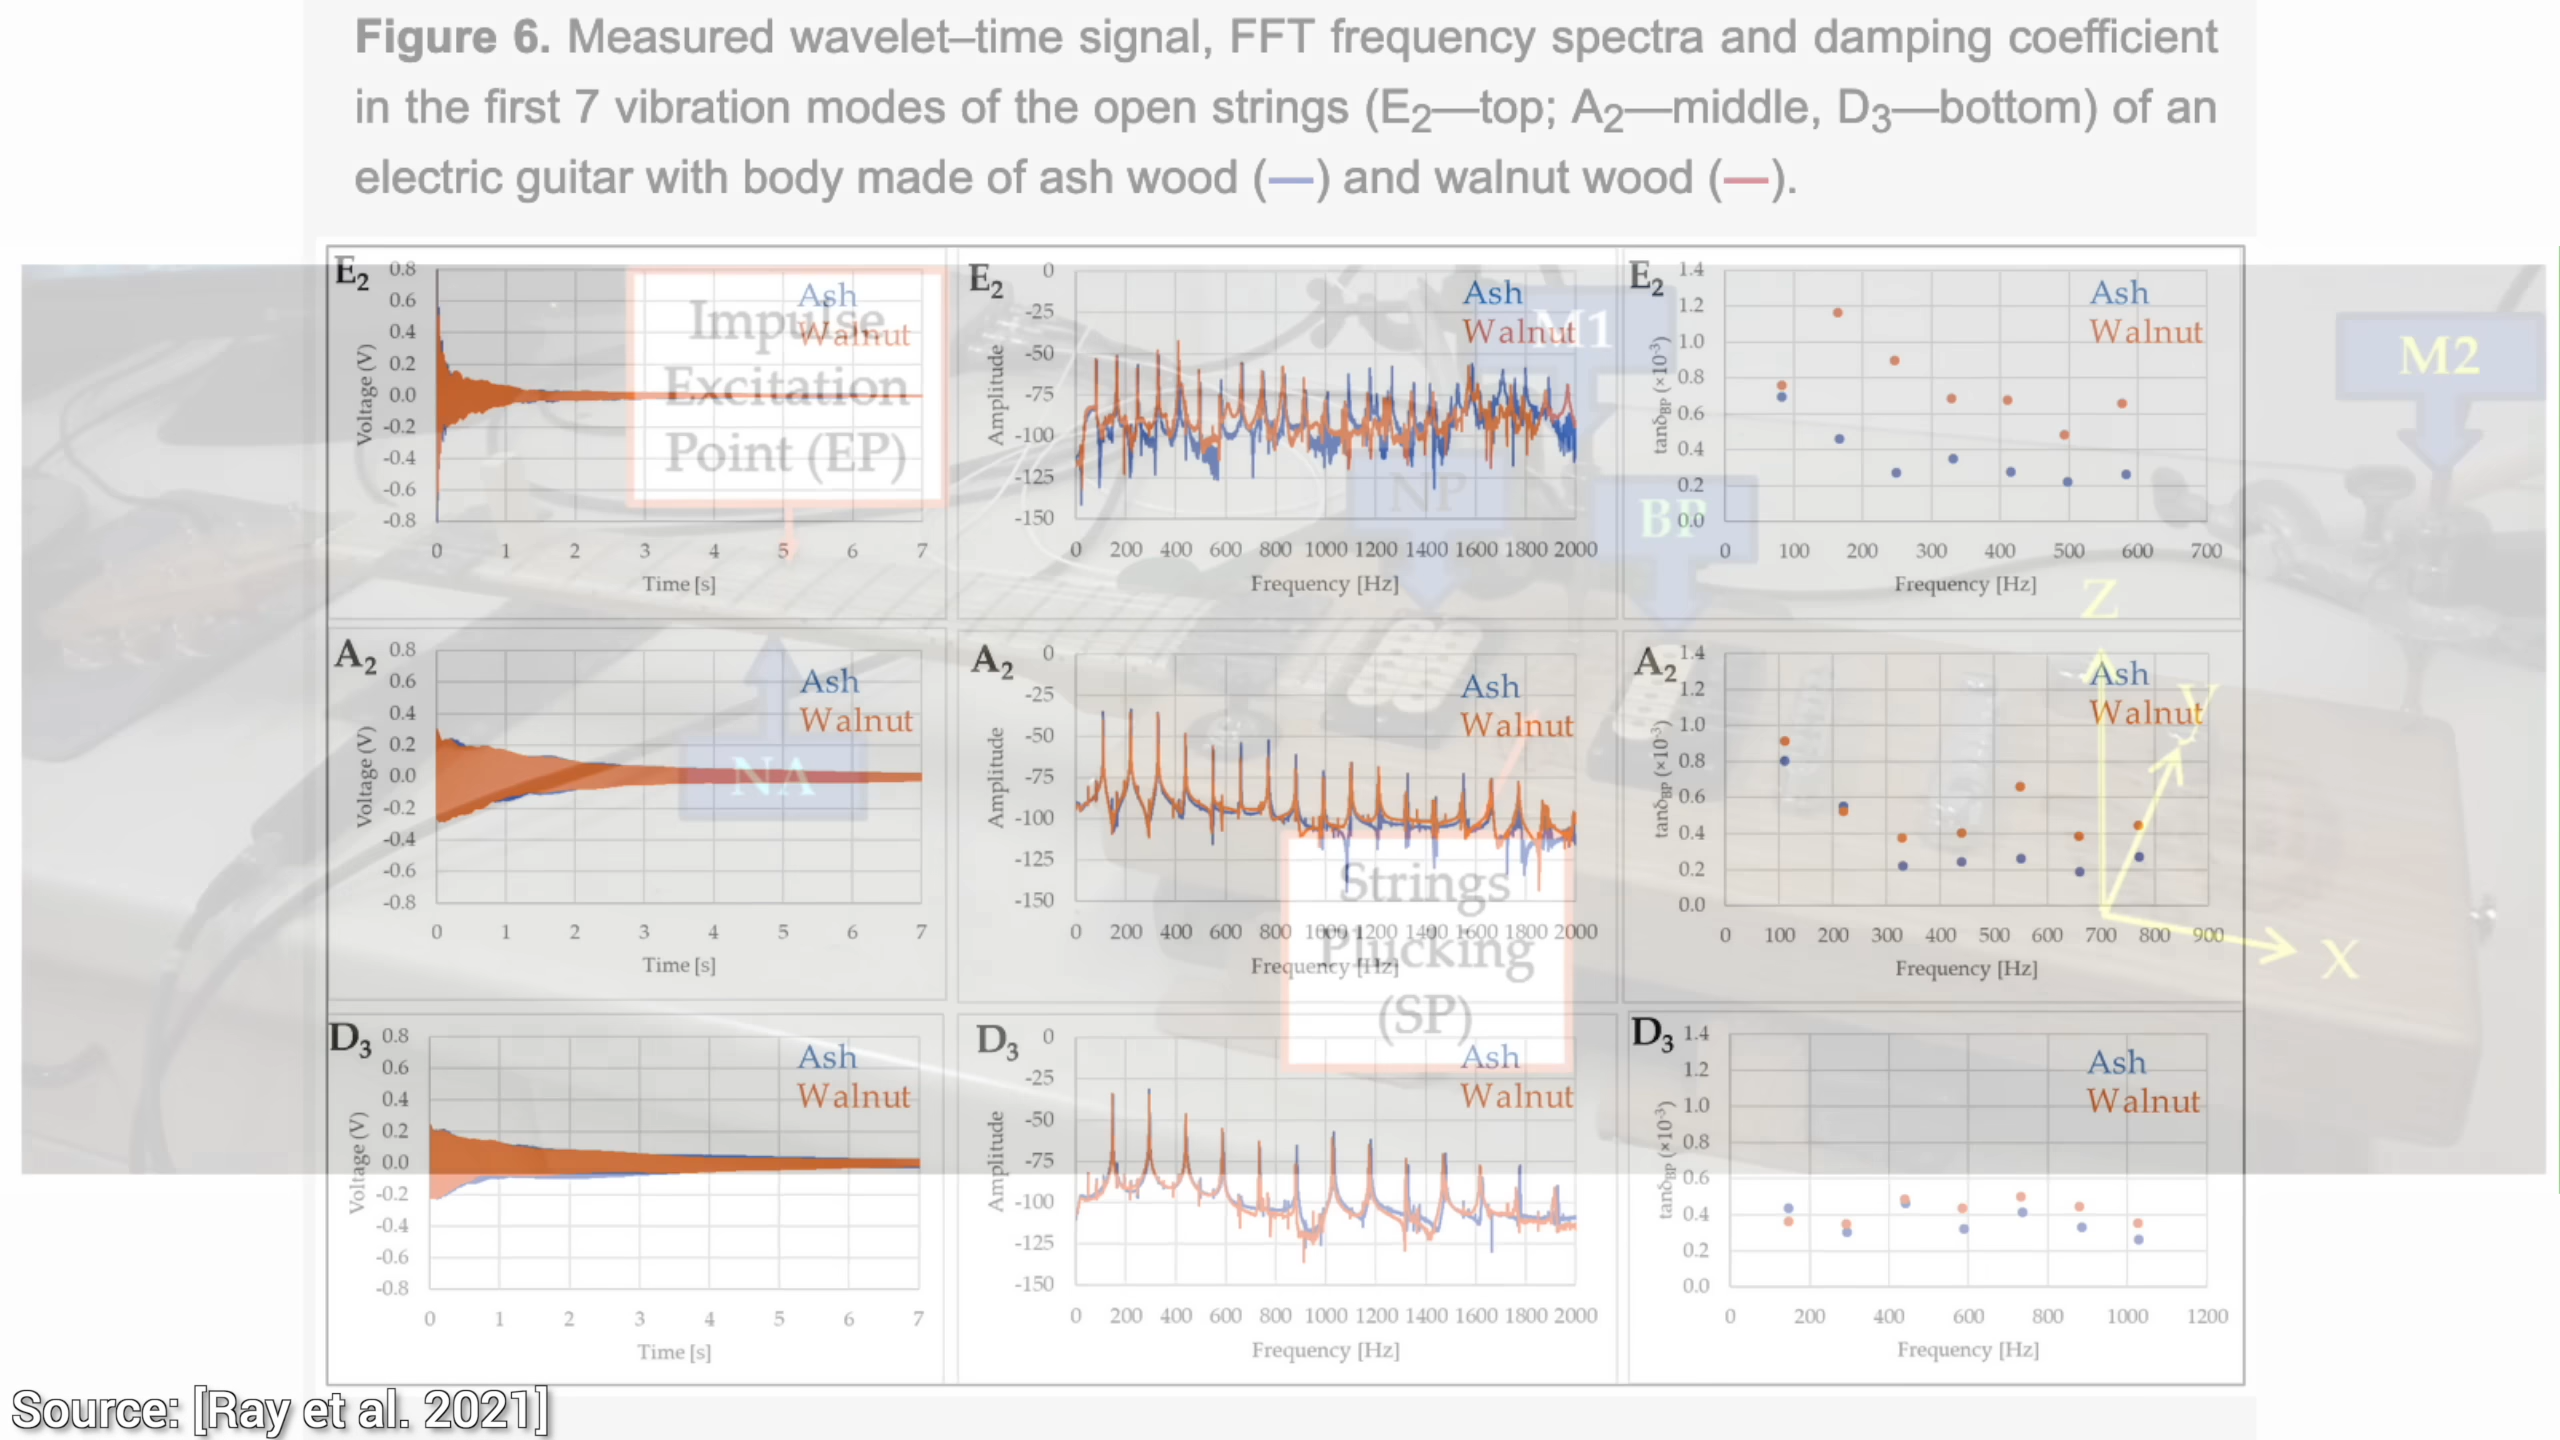 Figure 6. Measured wavelet–time signal, FFT frequency spectra and damping coefficient
in the first 7 vibration modes of the open strings (E2—top; A2—middle, D3—bottom) of an
electric guitar with body made of ash wood (—) and walnut wood (—).
E2
0.8
0.6
0.4
0.2
0.0
-0.2
-0.4
-0.6
-0.8
Voltage (V)
Ash
Walnut
0 1 2 3 4 5 6 7
Time [s]
Impulse
Excitation
Point (EP)
E2
0
-25
-50
-75
-100
-125
-150
Amplitude
Ash
Walnut
0 200 400 600 800 1000 1200 1400 1600 1800 2000
Frequency [Hz]
M1
NP
BP
E2
1.4
1.2
1.0
0.8
0.6
0.4
0.2
0.0
tanδBP (×10-3)
Ash
Walnut
0 100 200 300 400 500 600 700
Frequency [Hz]
M2
Z
A2
0.8
0.6
0.4
0.2
0.0
-0.2
-0.4
-0.6
-0.8
Voltage (V)
Ash
Walnut
NA
0 1 2 3 4 5 6 7
Time [s]
A2
0
-25
-50
-75
-100
-125
-150
Amplitude
Ash
Walnut
0 200 400 600 800 1000 1200 1400 1600 1800 2000
Frequency [Hz]
Strings
Plucking
(SP)
A2
1.4
1.2
1.0
0.8
0.6
0.4
0.2
0.0
tanδBP (×10-3)
Ash
Walnut
Y
0 100 200 300 400 500 600 700 800 900
Frequency [Hz]
X
D3
0.8
0.6
0.4
0.2
0.0
-0.2
-0.4
-0.6
-0.8
Voltage (V)
Ash
Walnut
0 1 2 3 4 5 6 7
Time [s]
D3
0
-25
-50
-75
-100
-125
-150
Amplitude
Ash
Walnut
0 200 400 600 800 1000 1200 1400 1600 1800 2000
Frequency [Hz]
D3
1.4
1.2
1.0
0.8
0.6
0.4
0.2
0.0
tanδBP (×10-3)
Ash
Walnut
0 200 400 600 800 1000 1200
Frequency [Hz]
Source: [Ray et al. 2021]